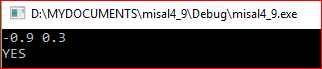 D:\MYDOCUMENTS\misal4_9\Debug\misal4_9.exe
-0.9 0.3
YES